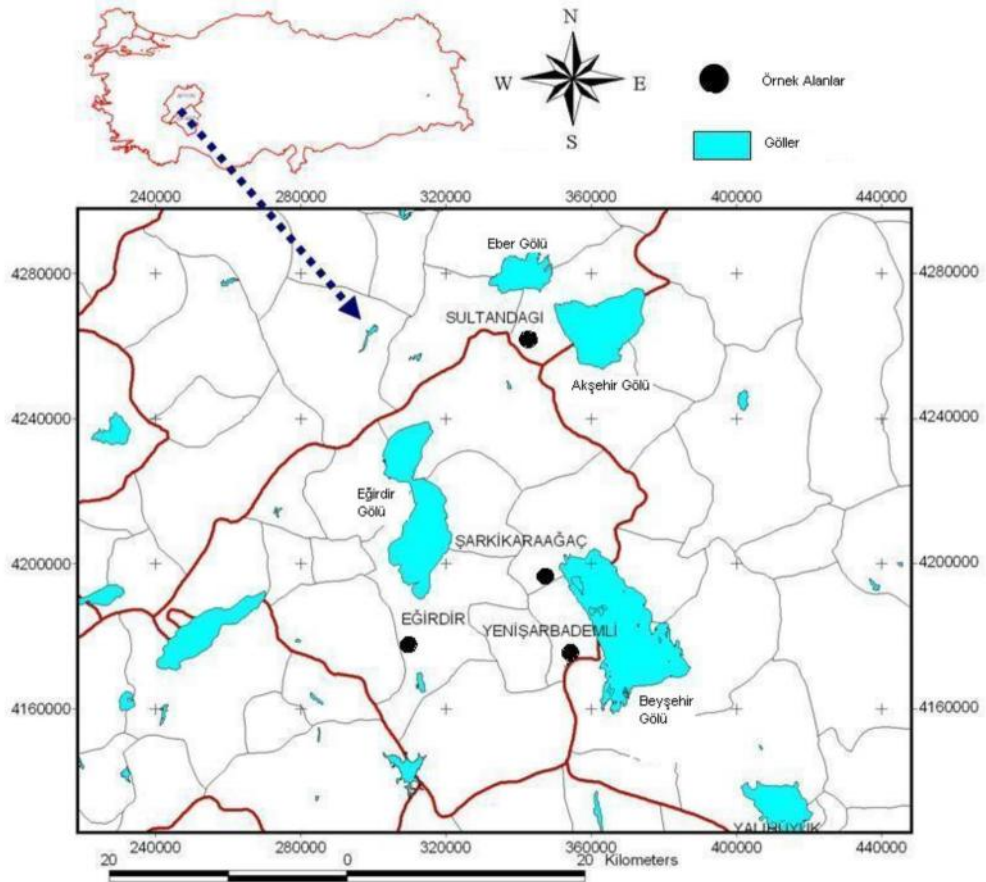 N
W E
S
Örnek Alanlar
Göller
240000 280000 320000 360000 400000 440000
Eber Gölü
4280000 4280000
SULTANDAGI
Akşehir Gölü
4240000 4240000
Eğirdir
Gölü
ŞARKİKARAAĞAÇ
4200000 4200000
EĞİRDİR
YENİŞARBADEMLİ
Beyşehir
Gölü
4160000 4160000
YALIHÜYÜK
240000 280000 320000 360000 400000 440000
20 0 20 Kilometers